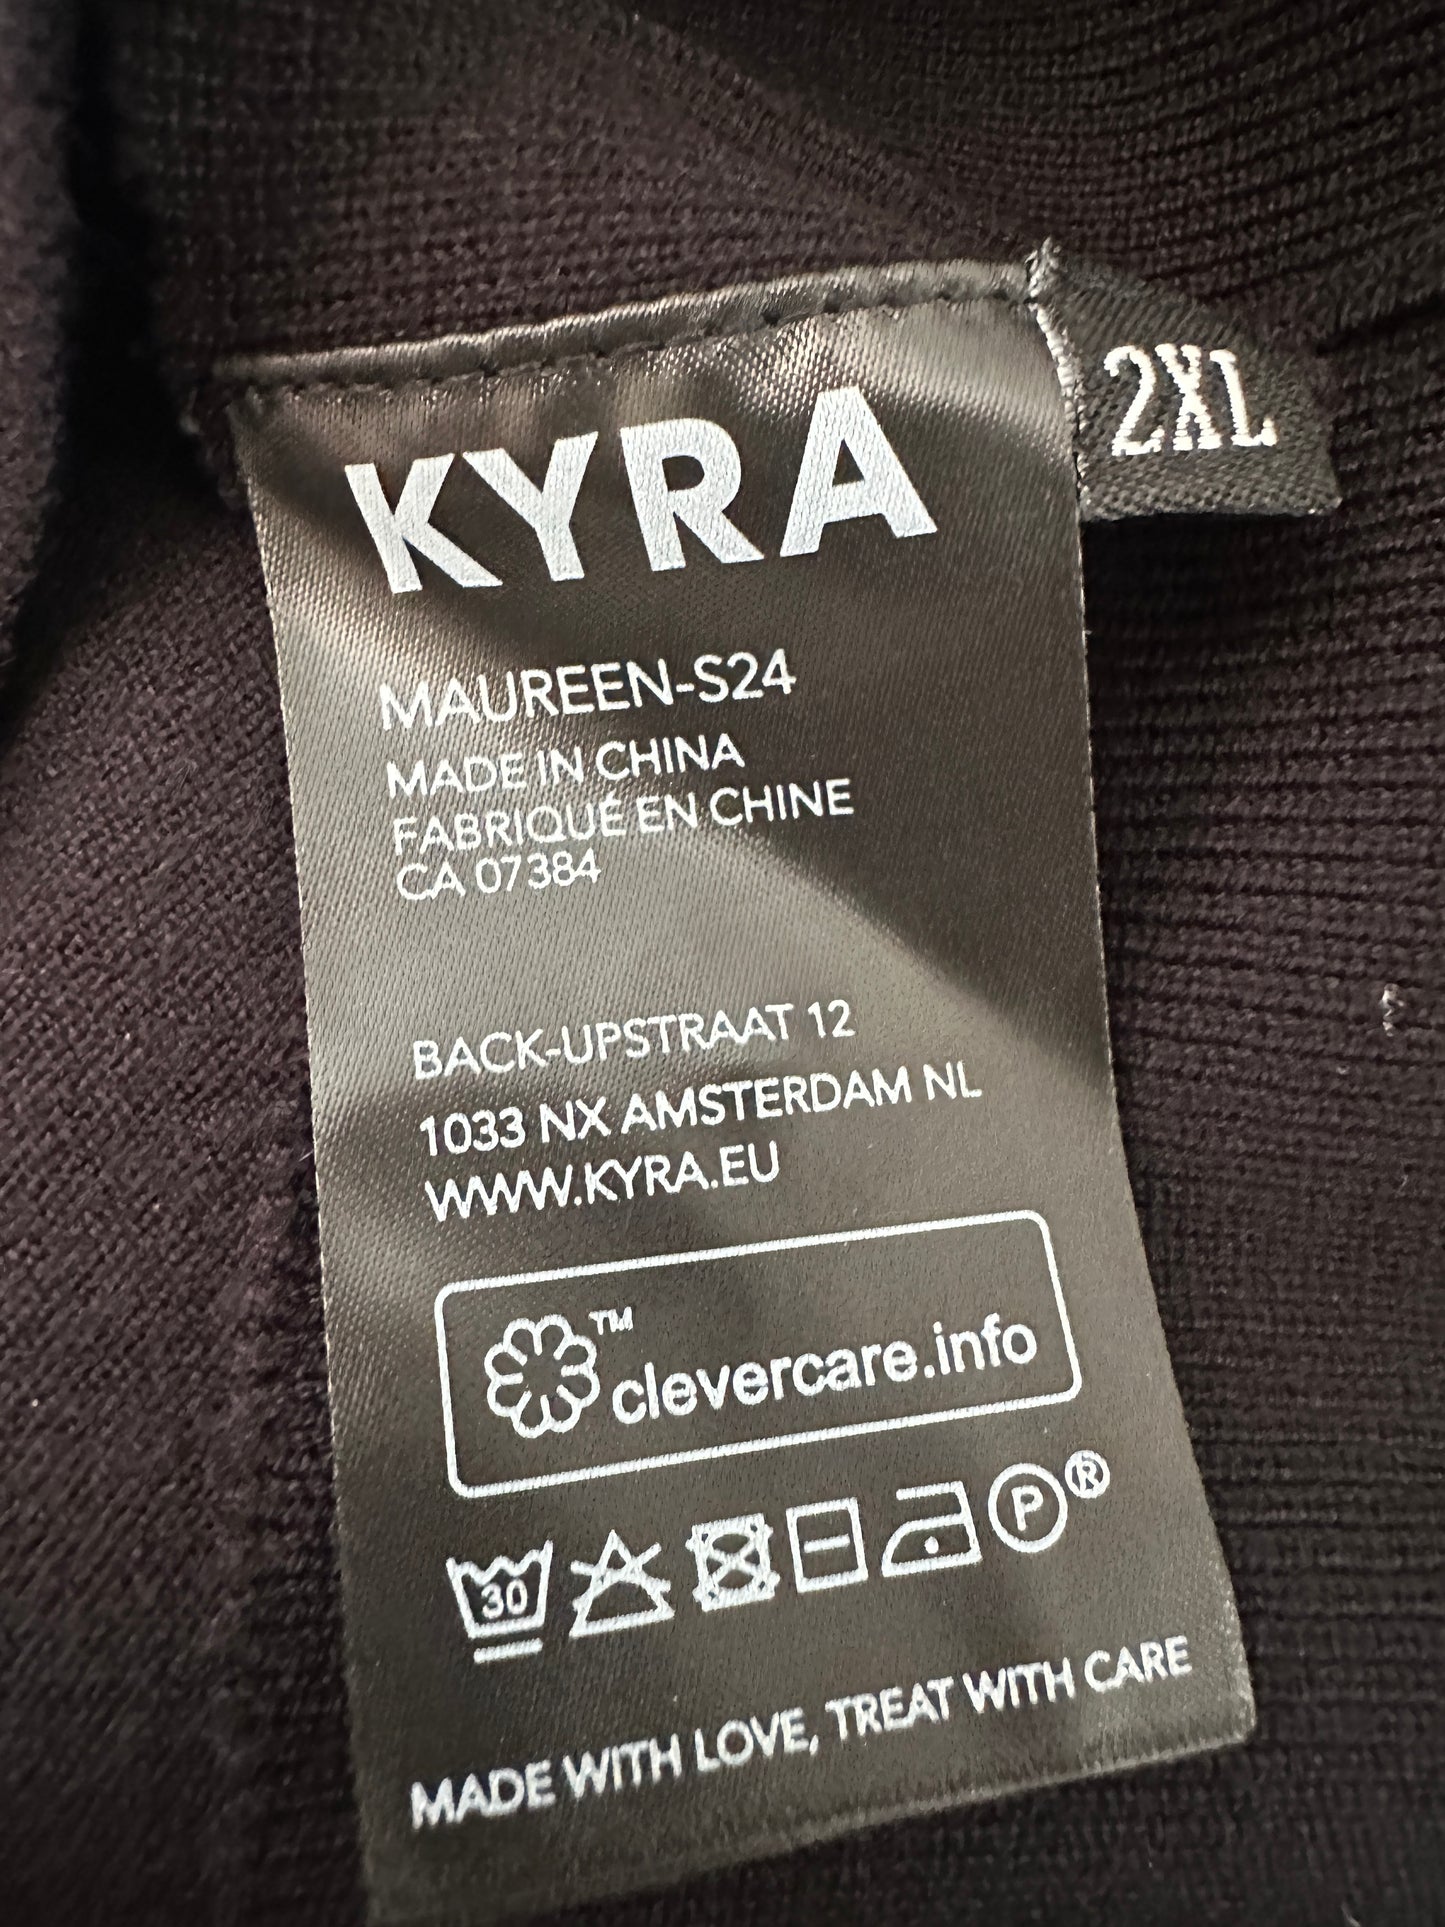 KYRA
2XL
MAUREEN-S24
MADE IN CHINA
FABRIQUÉ EN CHINE
CA 07384
BACK-UPSTRAAT 12
1033 NX AMSTERDAM NL
WWW.KYRA.EU
™ clevercare.info
30 P ®
MADE WITH LOVE, TREAT WITH CARE